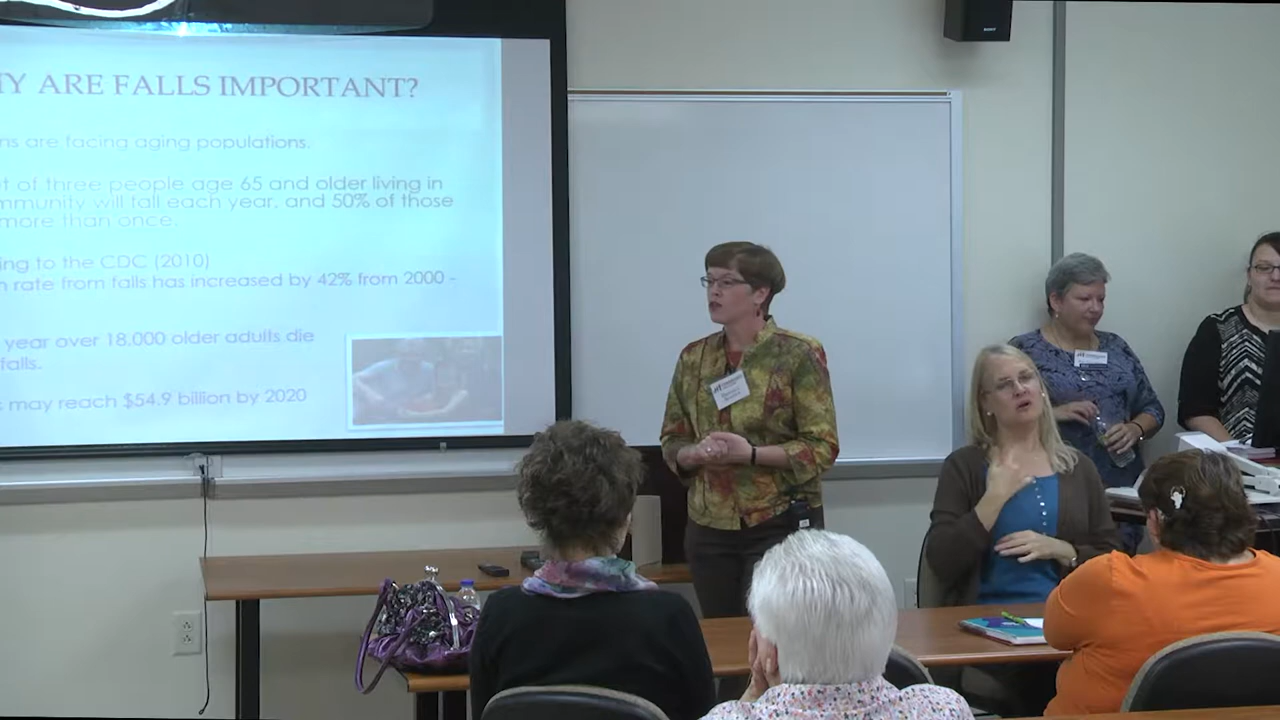 Y ARE FALLS IMPORTANT?
ns are facing aging populations.
t of three people age 65 and older living in
mmunity will fall each year, and 50% of those
more than once.
ing to the CDC (2010)
h rate from falls has increased by 42% from 2000 -
year over 18,000 older adults die
falls.
s may reach $54.9 billion by 2020
SONY